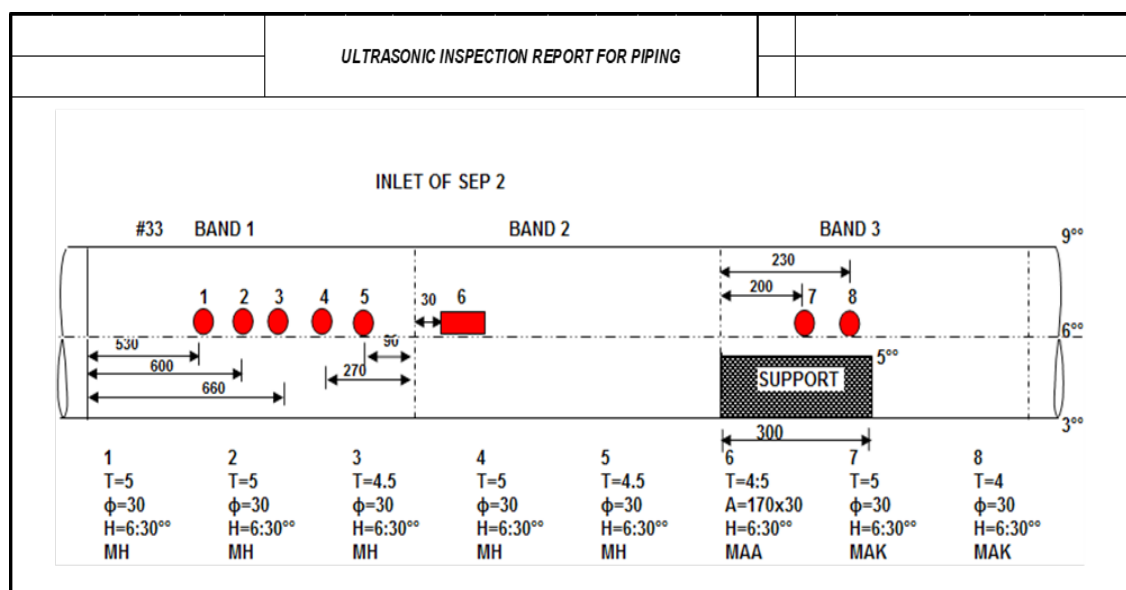 ULTRASONIC INSPECTION REPORT FOR PIPING
INLET OF SEP 2
#33 BAND 1 BAND 2 BAND 3
9°°
230
200
1 2 3 4 5 30 6 7 8
6°°
530 90
600 270
660
5°°
SUPPORT
3°°
300
1 2 3 4 5 6 7 8
T=5 T=5 T=4.5 T=5 T=4.5 T=4:5 T=5 T=4
ϕ=30 ϕ=30 ϕ=30 ϕ=30 ϕ=30 A=170x30 ϕ=30 ϕ=30
H=6:30°° H=6:30°° H=6:30°° H=6:30°° H=6:30°° H=6:30°° H=6:30°° H=6:30°°
MH MH MH MH MH MAA MAK MAK